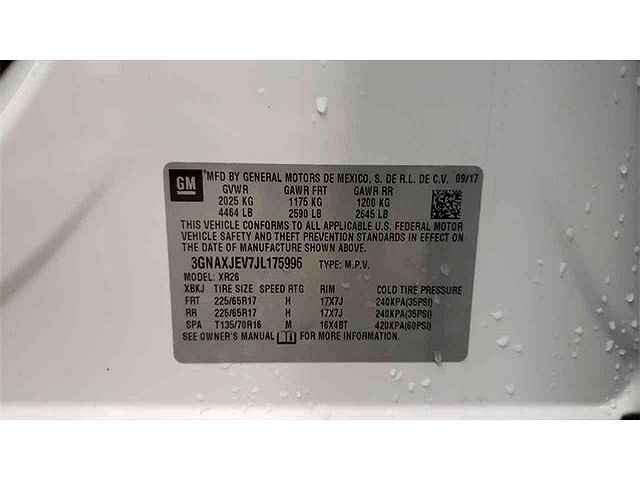 GM
MFD BY GENERAL MOTORS DE MEXICO, S. DE R.L. DE C.V. 09/17
GVWR GAWR FRT GAWR RR
2025 KG 1175 KG 1200 KG
4464 LB 2590 LB 2645 LB
THIS VEHICLE CONFORMS TO ALL APPLICABLE U.S. FEDERAL MOTOR
VEHICLE SAFETY, BUMPER, AND THEFT PREVENTION STANDARDS IN EFFECT ON
THE DATE OF MANUFACTURE SHOWN ABOVE.
3GNAXJEV7JL175996 TYPE: M.P.V.
MODEL: XR26
XBKJ TIRE SIZE SPEED RTG RIM COLD TIRE PRESSURE
FRT 225/65R17 H 17X7J 240KPA(35PSI)
RR 225/65R17 H 17X7J 240KPA(35PSI)
SPA T135/70R16 M 16X4BT 420KPA(60PSI)
SEE OWNER'S MANUAL FOR MORE INFORMATION.